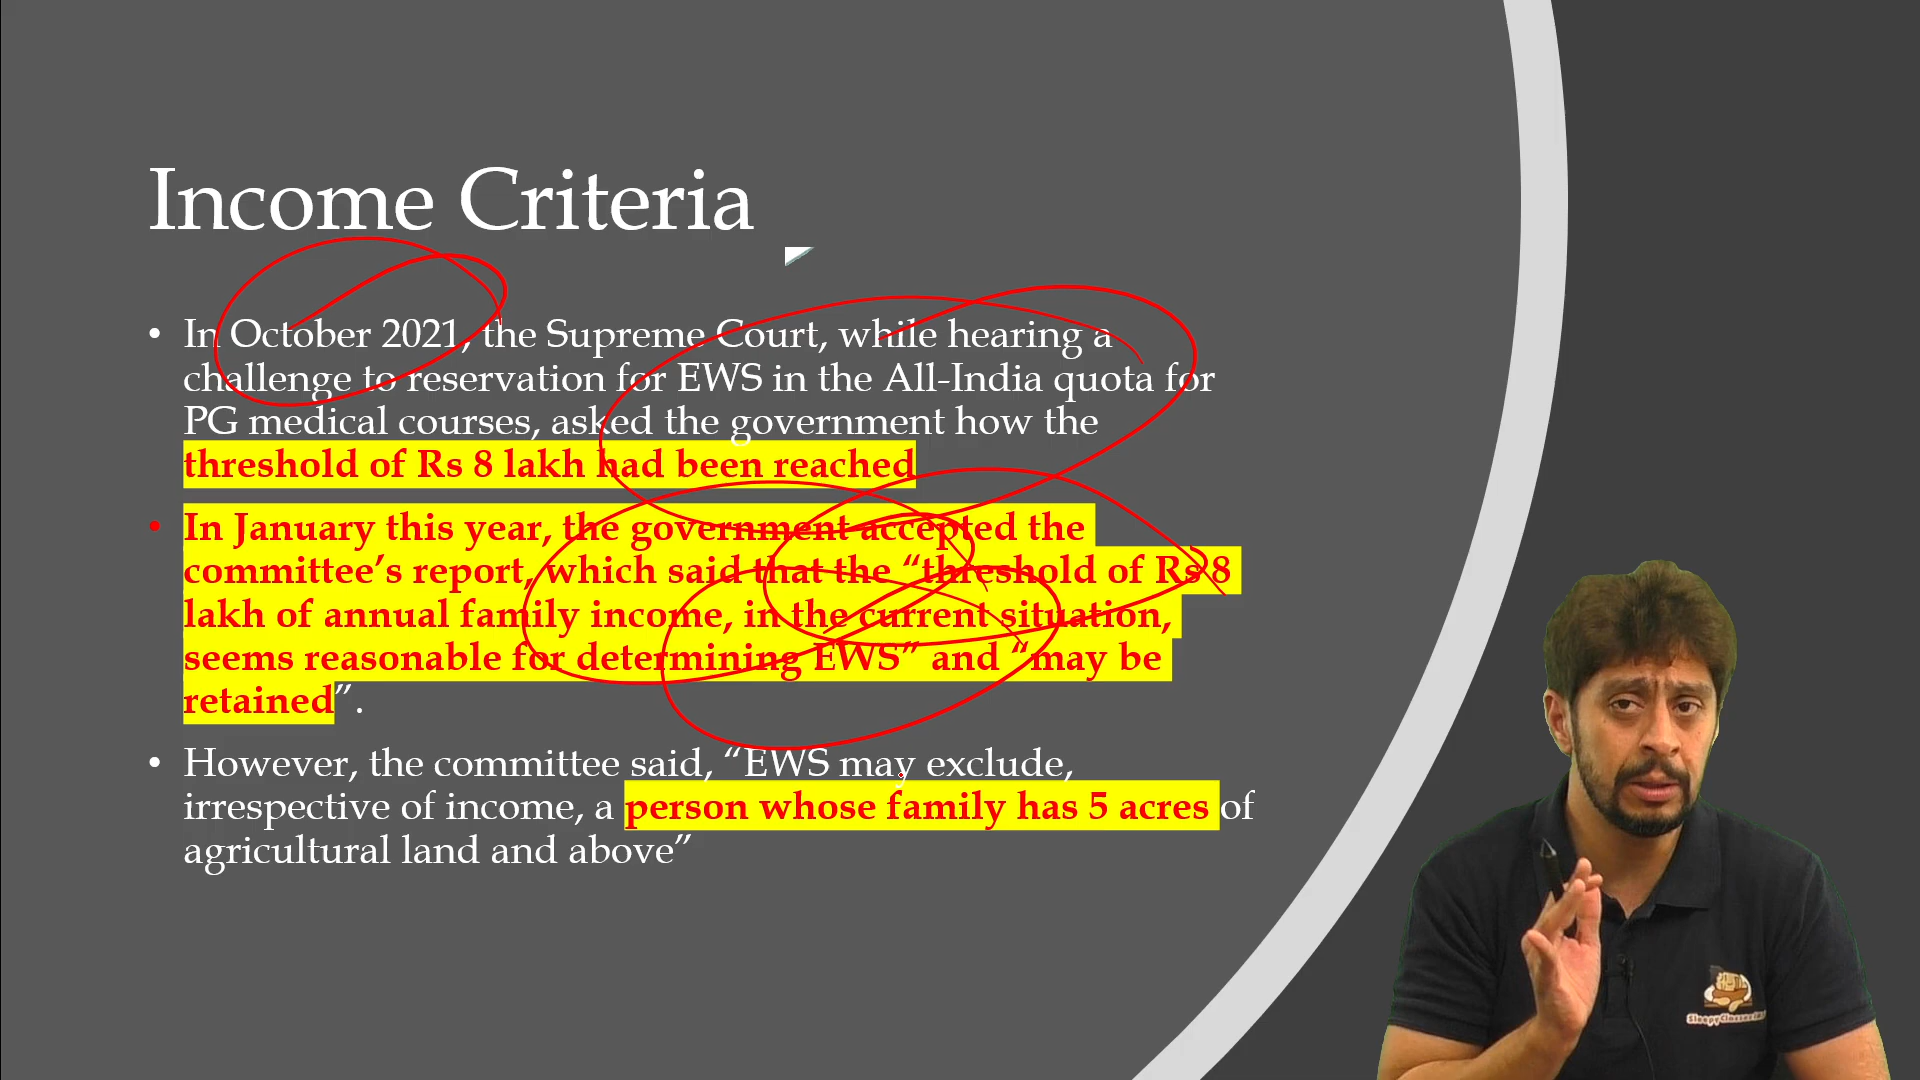 Income Criteria
• In October 2021, the Supreme Court, while hearing a
challenge to reservation for EWS in the All-India quota for
PG medical courses, asked the government how the
threshold of Rs 8 lakh had been reached
• In January this year, the government accepted the
committee’s report, which said that the “threshold of Rs 8
lakh of annual family income, in the current situation,
seems reasonable for determining EWS” and “may be
retained”.
• However, the committee said, “EWS may exclude,
irrespective of income, a person whose family has 5 acres of
agricultural land and above”